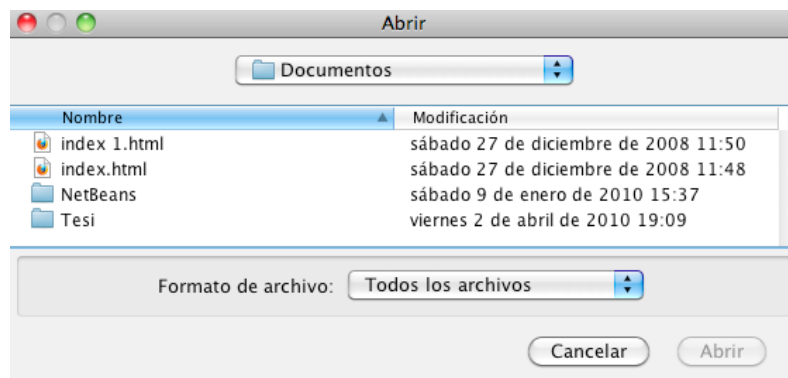 Abrir
Documentos
Nombre Modificación
index 1.html sábado 27 de diciembre de 2008 11:50
index.html sábado 27 de diciembre de 2008 11:48
NetBeans sábado 9 de enero de 2010 15:37
Tesi viernes 2 de abril de 2010 19:09
Formato de archivo: Todos los archivos
Cancelar Abrir